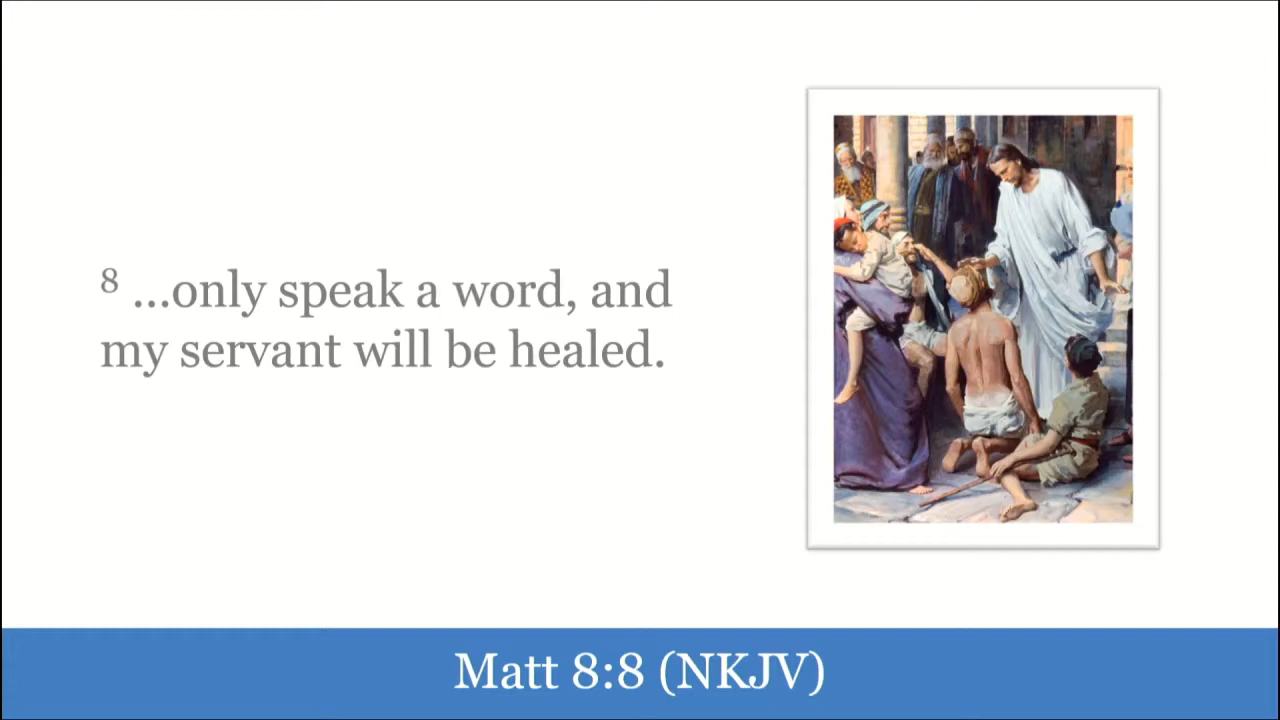 8 ...only speak a word, and
my servant will be healed.
Matt 8:8 (NKJV)